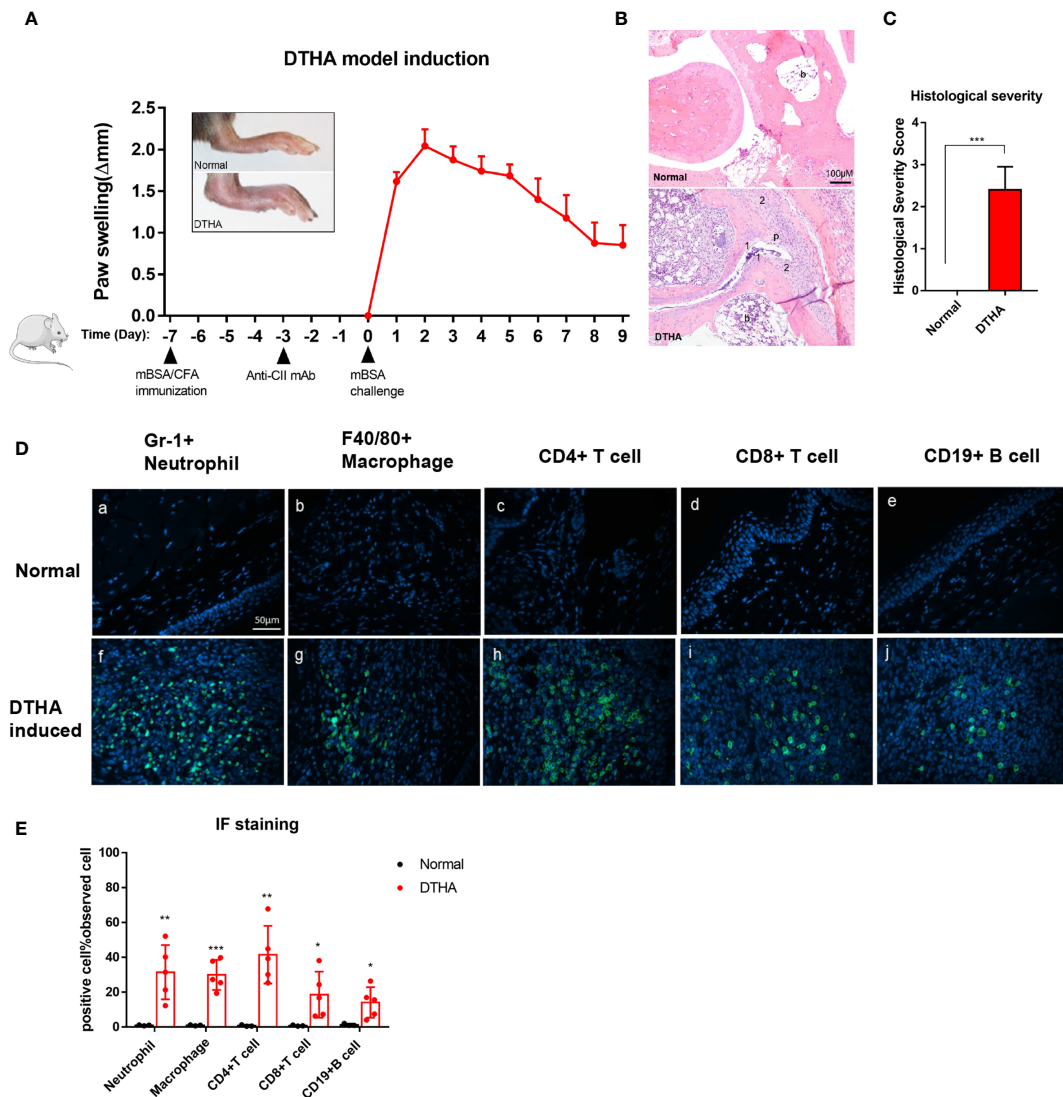 A
DTHA model induction
Paw swelling(Δmm)
2.5
2.0
1.5
1.0
0.5
0.0
Normal
DTHA
Time (Day): -7 -6 -5 -4 -3 -2 -1 0 1 2 3 4 5 6 7 8 9
mBSA/CFA
immunization
Anti-CII mAb
mBSA
challenge
B
b
Normal
100μM
2
P
1
1
2
b
DTHA
C
Histological severity
Histological Severity Score
4
3
2
1
0
***
Normal
DTHA
D
Gr-1+
Neutrophil
F40/80+
Macrophage
CD4+ T cell
CD8+ T cell
CD19+ B cell
Normal
a
b
c
d
e
50μm
DTHA
induced
f
g
h
i
j
E
IF staining
positive cell%observed cell
100
80
60
40
20
0
Normal
DTHA
**
***
**
*
*
Neutrophil
Macrophage
CD4+T cell
CD8+T cell
CD19+B cell